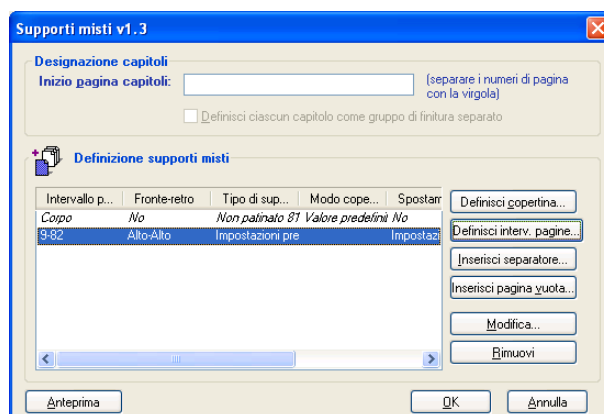 Supporti misti v1.3
Designazione capitoli
Inizio pagina capitoli:
(separare i numeri di pagina
con la virgola)
Definisci ciascun capitolo come gruppo di finitura separato
Definizione supporti misti
Intervallo p... Fronte-retro Tipo di sup... Modo cope... Spostam
Corpo No Non patinato 81 Valore predefini No
9-82 Alto-Alto Impostazioni pre Impostazi
Definisci copertina...
Definisci interv. pagine...
Inserisci separatore...
Inserisci pagina vuota...
Modifica...
Rimuovi
Anteprima OK Annulla